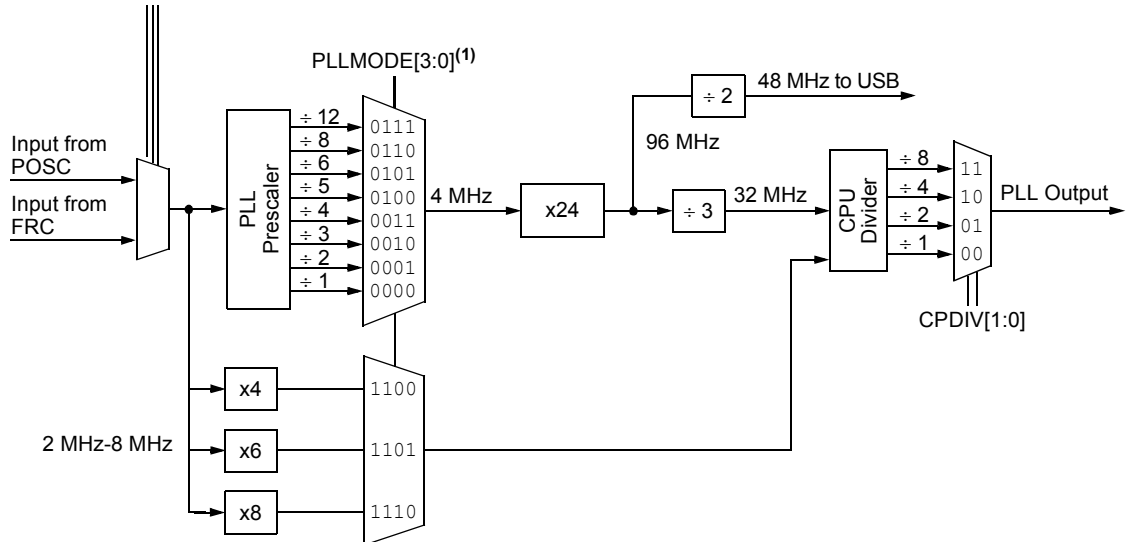 PLLMODE[3:0](1)
Input from
POSC
Input from
FRC
PLL
Prescaler
÷ 12
÷ 8
÷ 6
÷ 5
÷ 4
÷ 3
÷ 2
÷ 1
0111
0110
0101
0100
0011
0010
0001
0000
4 MHz
x24
÷ 2
48 MHz to USB
96 MHz
÷ 3
32 MHz
CPU
Divider
÷ 8
÷ 4
÷ 2
÷ 1
11
10
01
00
PLL Output
CPDIV[1:0]
2 MHz-8 MHz
x4
x6
x8
1100
1101
1110